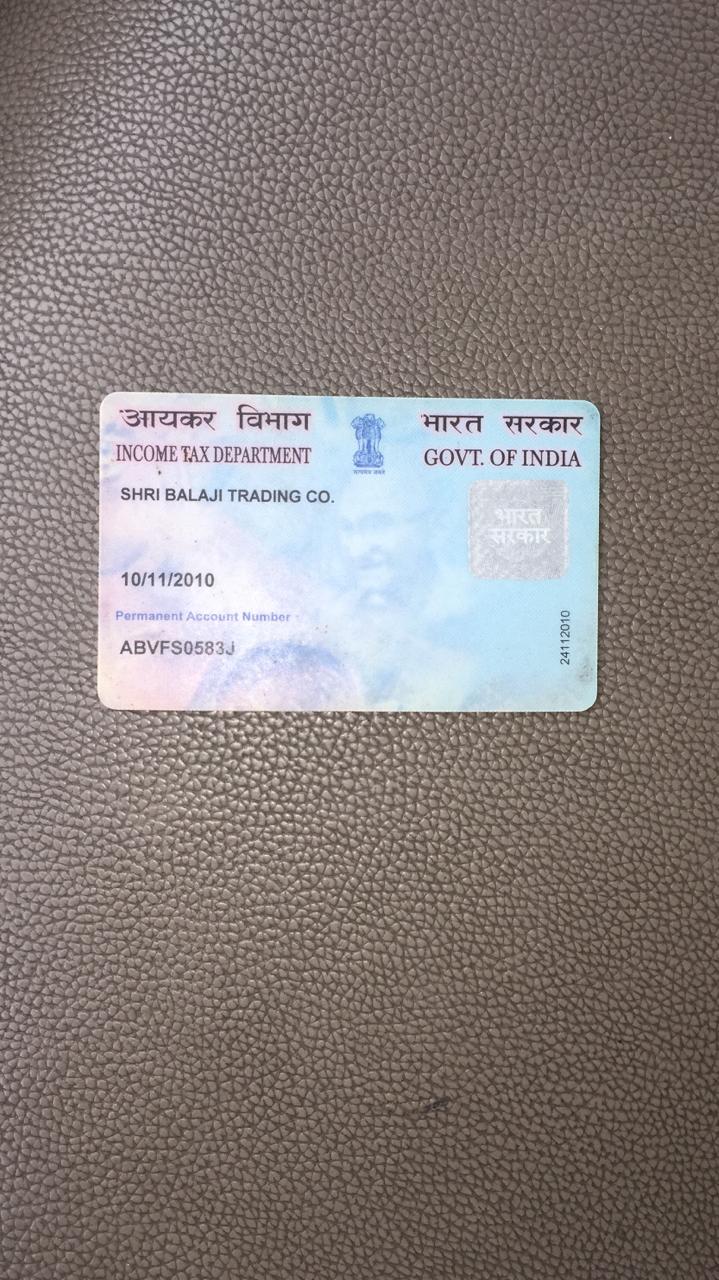 आयकर विभाग
INCOME TAX DEPARTMENT
सत्यमेव जयते
भारत सरकार
GOVT. OF INDIA
SHRI BALAJI TRADING CO.
भारत
सरकार
10/11/2010
Permanent Account Number
ABVFS0583J
24112010